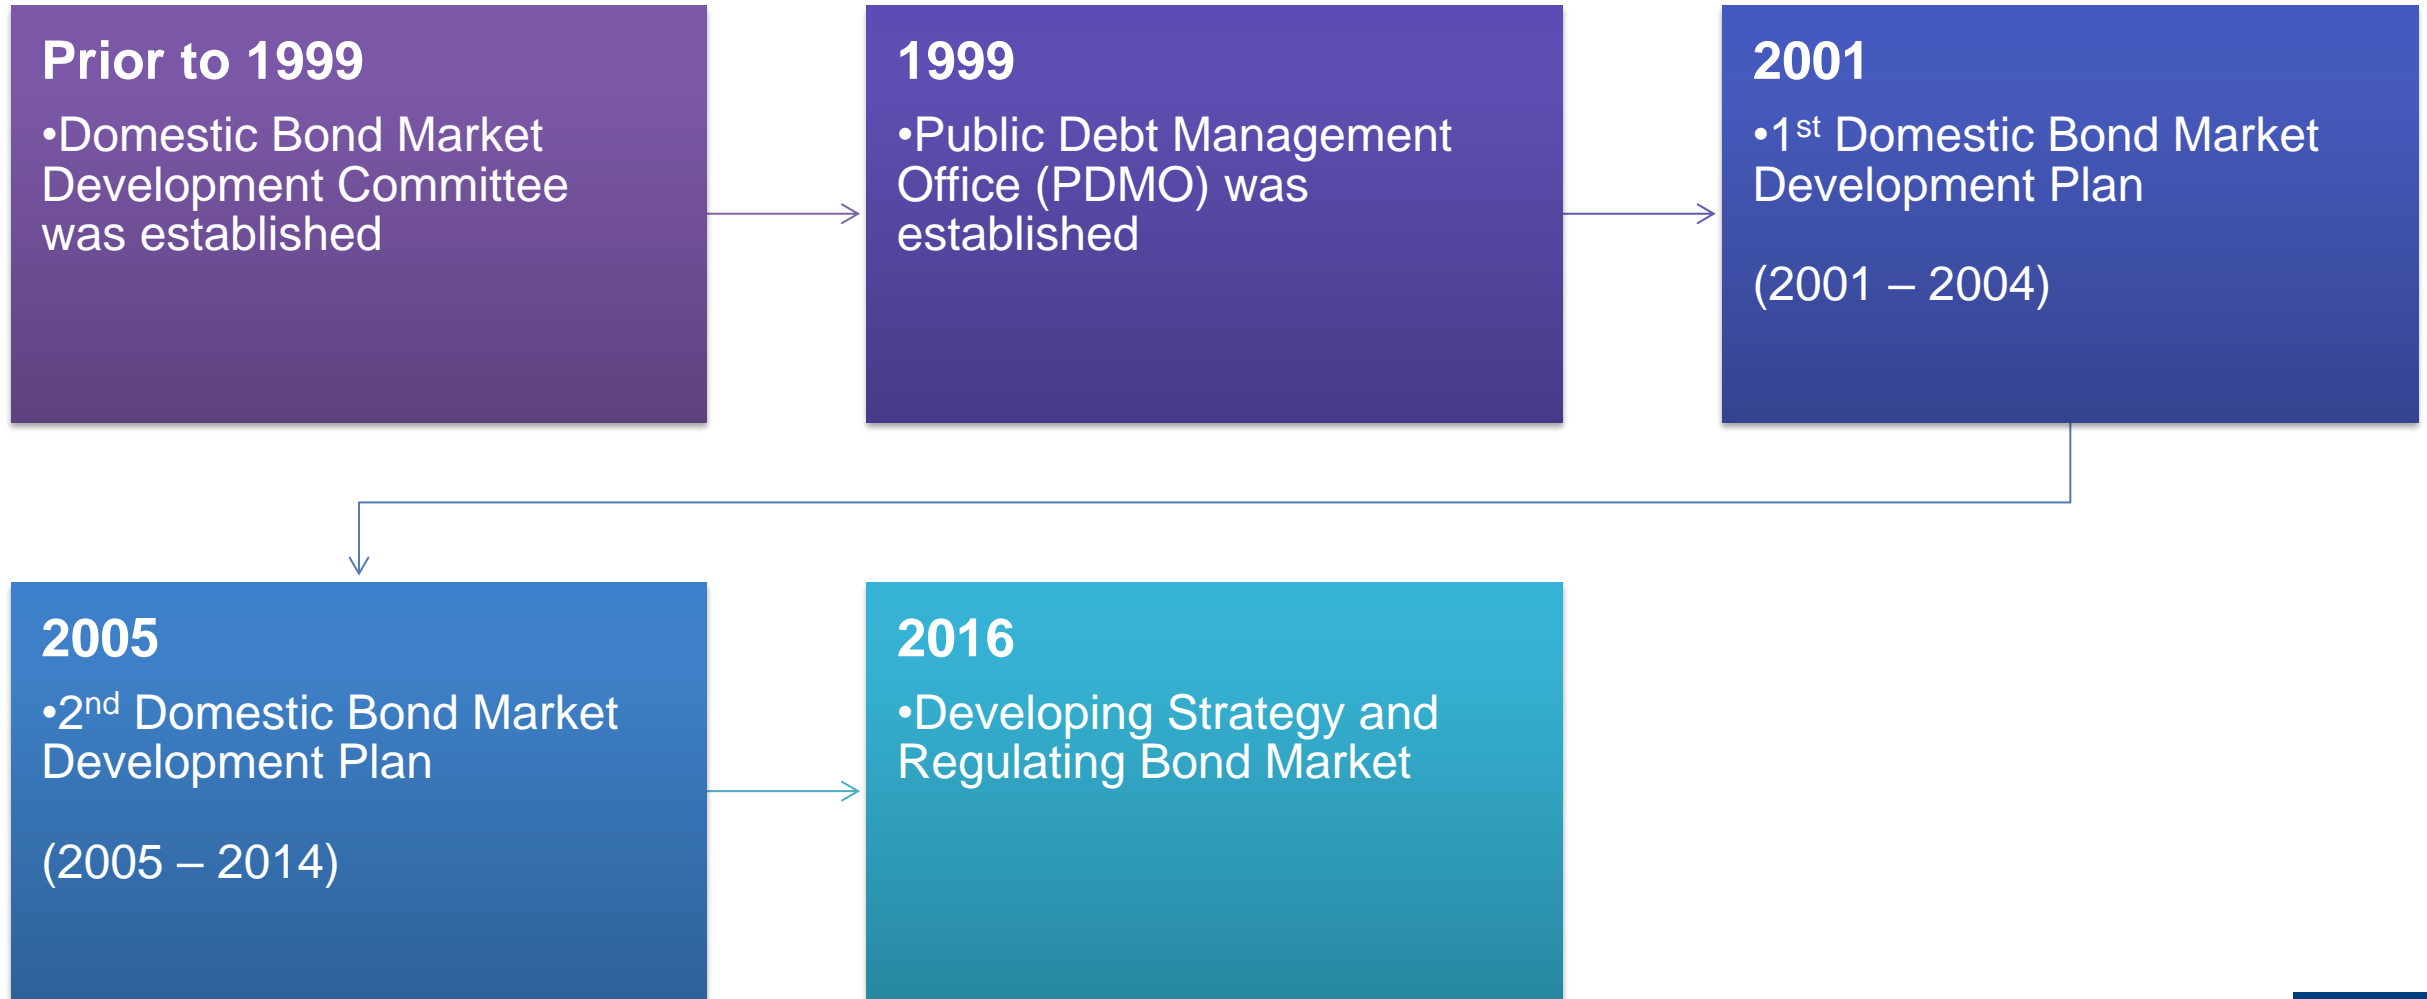 Prior to 1999
•Domestic Bond Market
Development Committee
was established
1999
•Public Debt Management
Office (PDMO) was
established
2001
•1st Domestic Bond Market
Development Plan
(2001 – 2004)
2005
•2nd Domestic Bond Market
Development Plan
(2005 – 2014)
2016
•Developing Strategy and
Regulating Bond Market